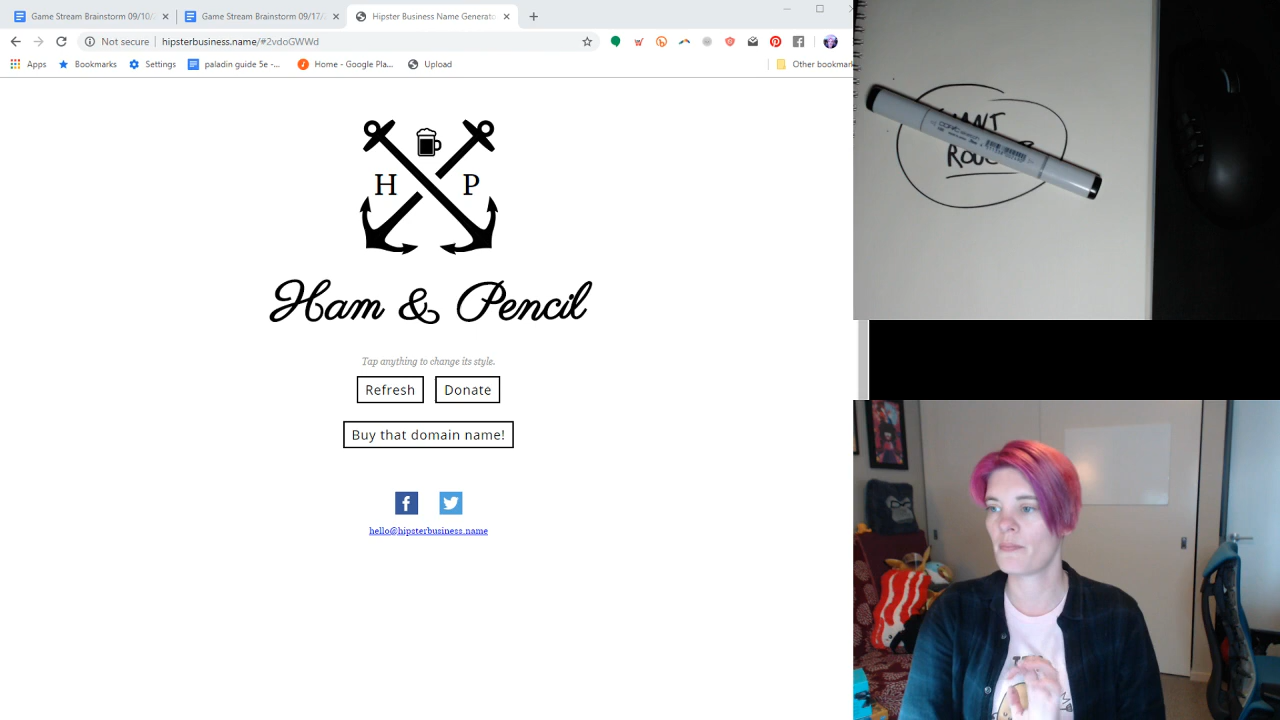 Game Stream Brainstorm 09/10/
Game Stream Brainstorm 09/17/
Hipster Business Name Generato
Not secure
hipsterbusiness.name/#2vdoGWWd
Apps
Bookmarks
Settings
paladin guide 5e -...
Home - Google Pla...
Upload
Other bookmark
H P
Ham & Pencil
Tap anything to change its style.
Refresh
Donate
Buy that domain name!
hello@hipsterbusiness.name